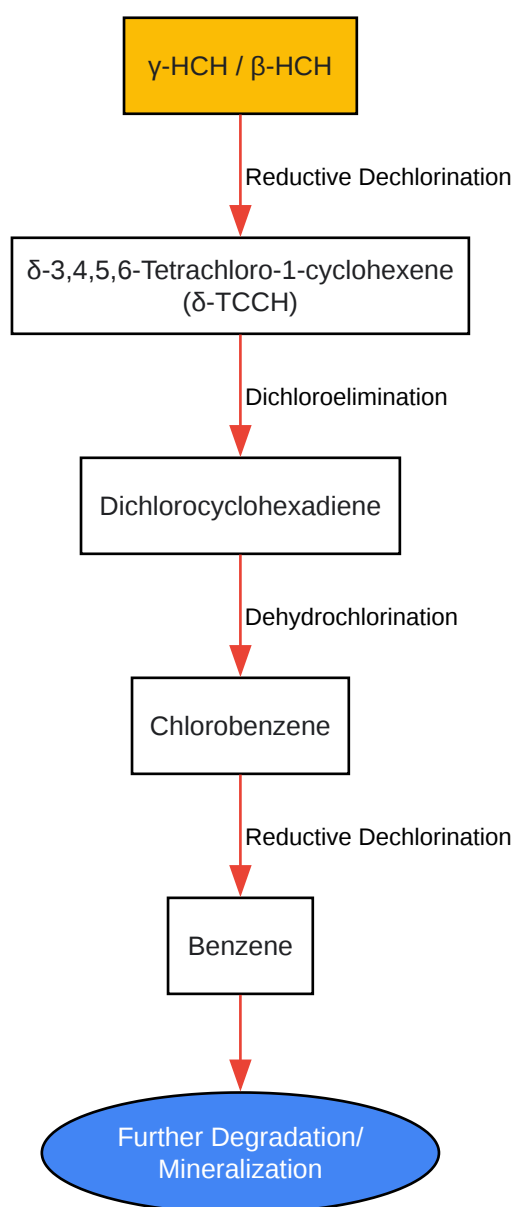 γ-HCH / β-HCH
Reductive Dechlorination
δ-3,4,5,6-Tetrachloro-1-cyclohexene
(δ-TCCH)
Dichloroelimination
Dichlorocyclohexadiene
Dehydrochlorination
Chlorobenzene
Reductive Dechlorination
Benzene
Further Degradation/
Mineralization